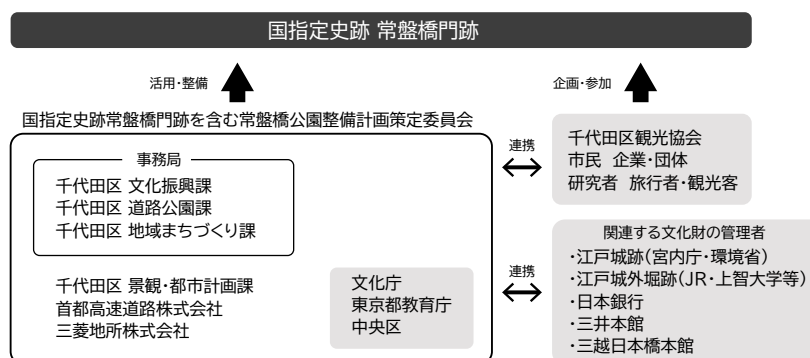 国指定史跡 常盤橋門跡
活用・整備
企画・参加
国指定史跡常盤橋門跡を含む常盤橋公園整備計画策定委員会
事務局
千代田区 文化振興課
千代田区 道路公園課
千代田区 地域まちづくり課
千代田区 景観・都市計画課
首都高速道路株式会社
三菱地所株式会社
文化庁
東京都教育庁
中央区
連携
千代田区観光協会
市民 企業・団体
研究者 旅行者・観光客
連携
関連する文化財の管理者
・江戸城跡(宮内庁・環境省)
・江戸城外堀跡(JR・上智大学等)
・日本銀行
・三井本館
・三越日本橋本館